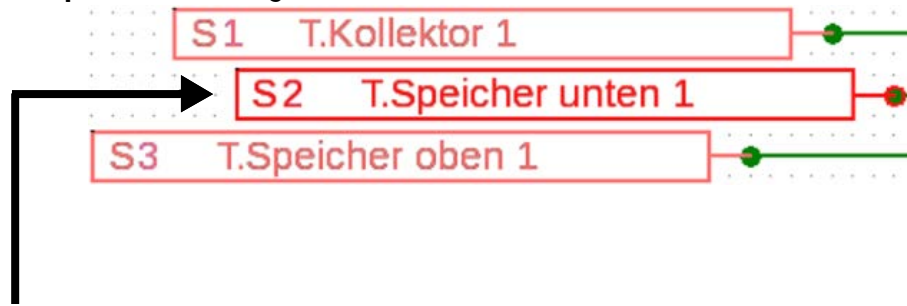 S1 T.Kollektor 1
S2 T.Speicher unten 1
S3 T.Speicher oben 1